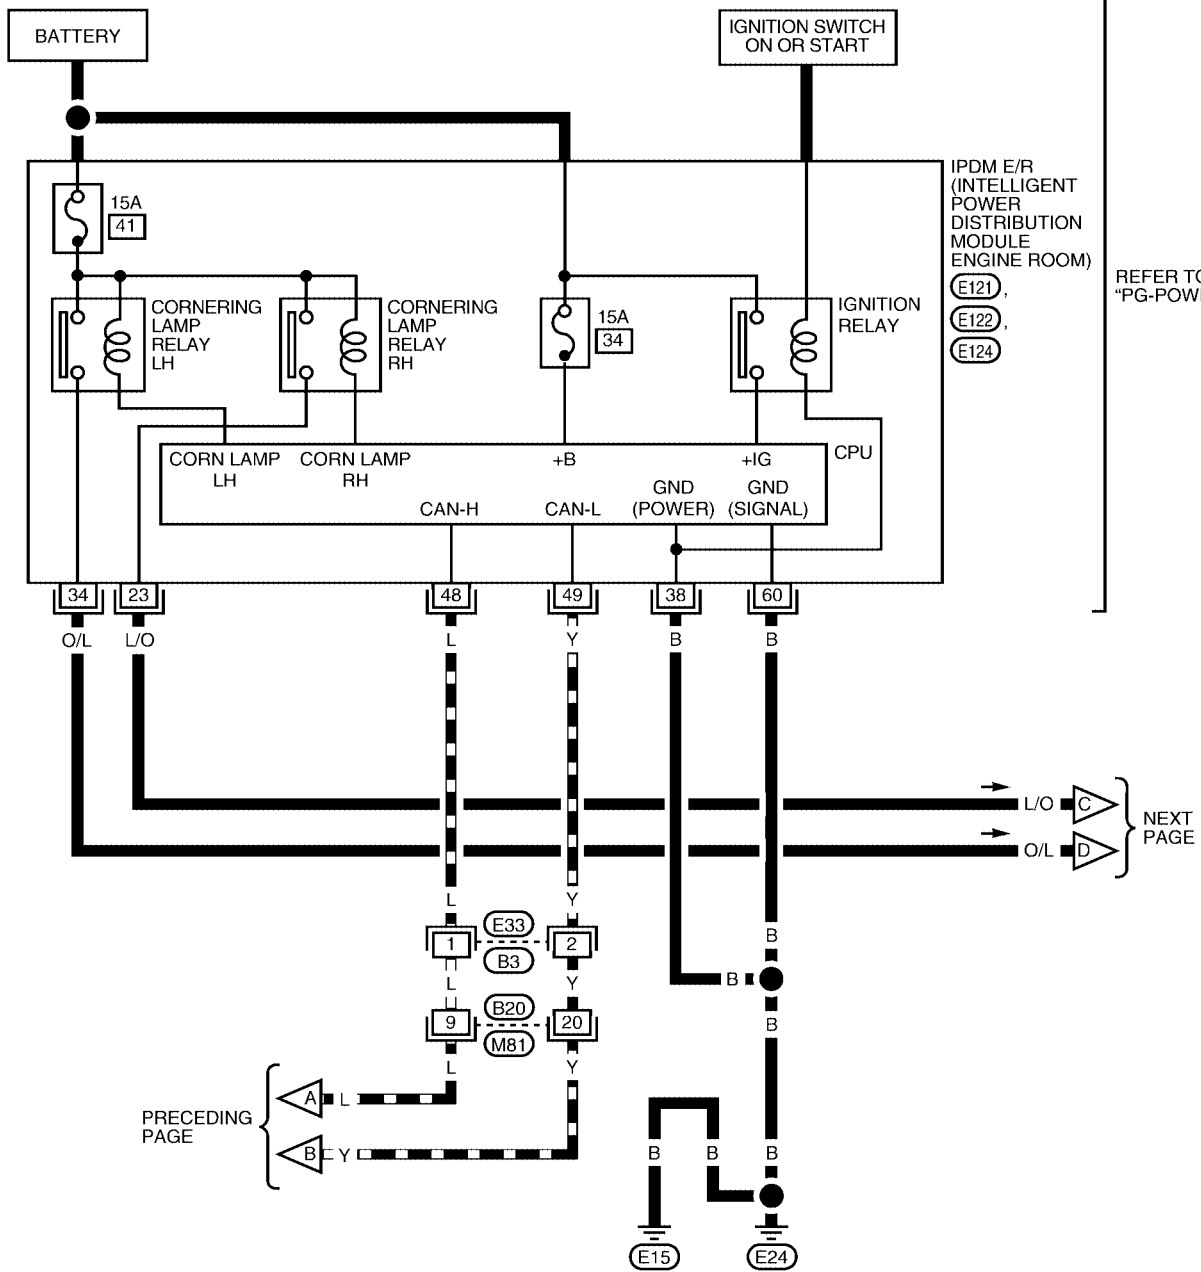 BATTERY
IGNITION SWITCH
ON OR START
IPDM E/R
(INTELLIGENT
POWER
DISTRIBUTION
MODULE
ENGINE ROOM)
E121 ,
E122 ,
E124
REFER TO
"PG-POW
15A
41
CORNERING
LAMP
RELAY
LH
CORNERING
LAMP
RELAY
RH
15A
34
IGNITION
RELAY
CPU
CORN LAMP
LH
CORN LAMP
RH
+B
+IG
CAN-H
CAN-L
GND
(POWER)
GND
(SIGNAL)
34
23
48
49
38
60
O/L
L/O
L
Y
B
B
L/O
C
O/L
D
NEXT
PAGE
L
Y
E33
1
2
B3
B
L
Y
B
B20
9
20
M81
B
L
Y
A
L
PRECEDING
PAGE
B
Y
B
B
B
E15
E24